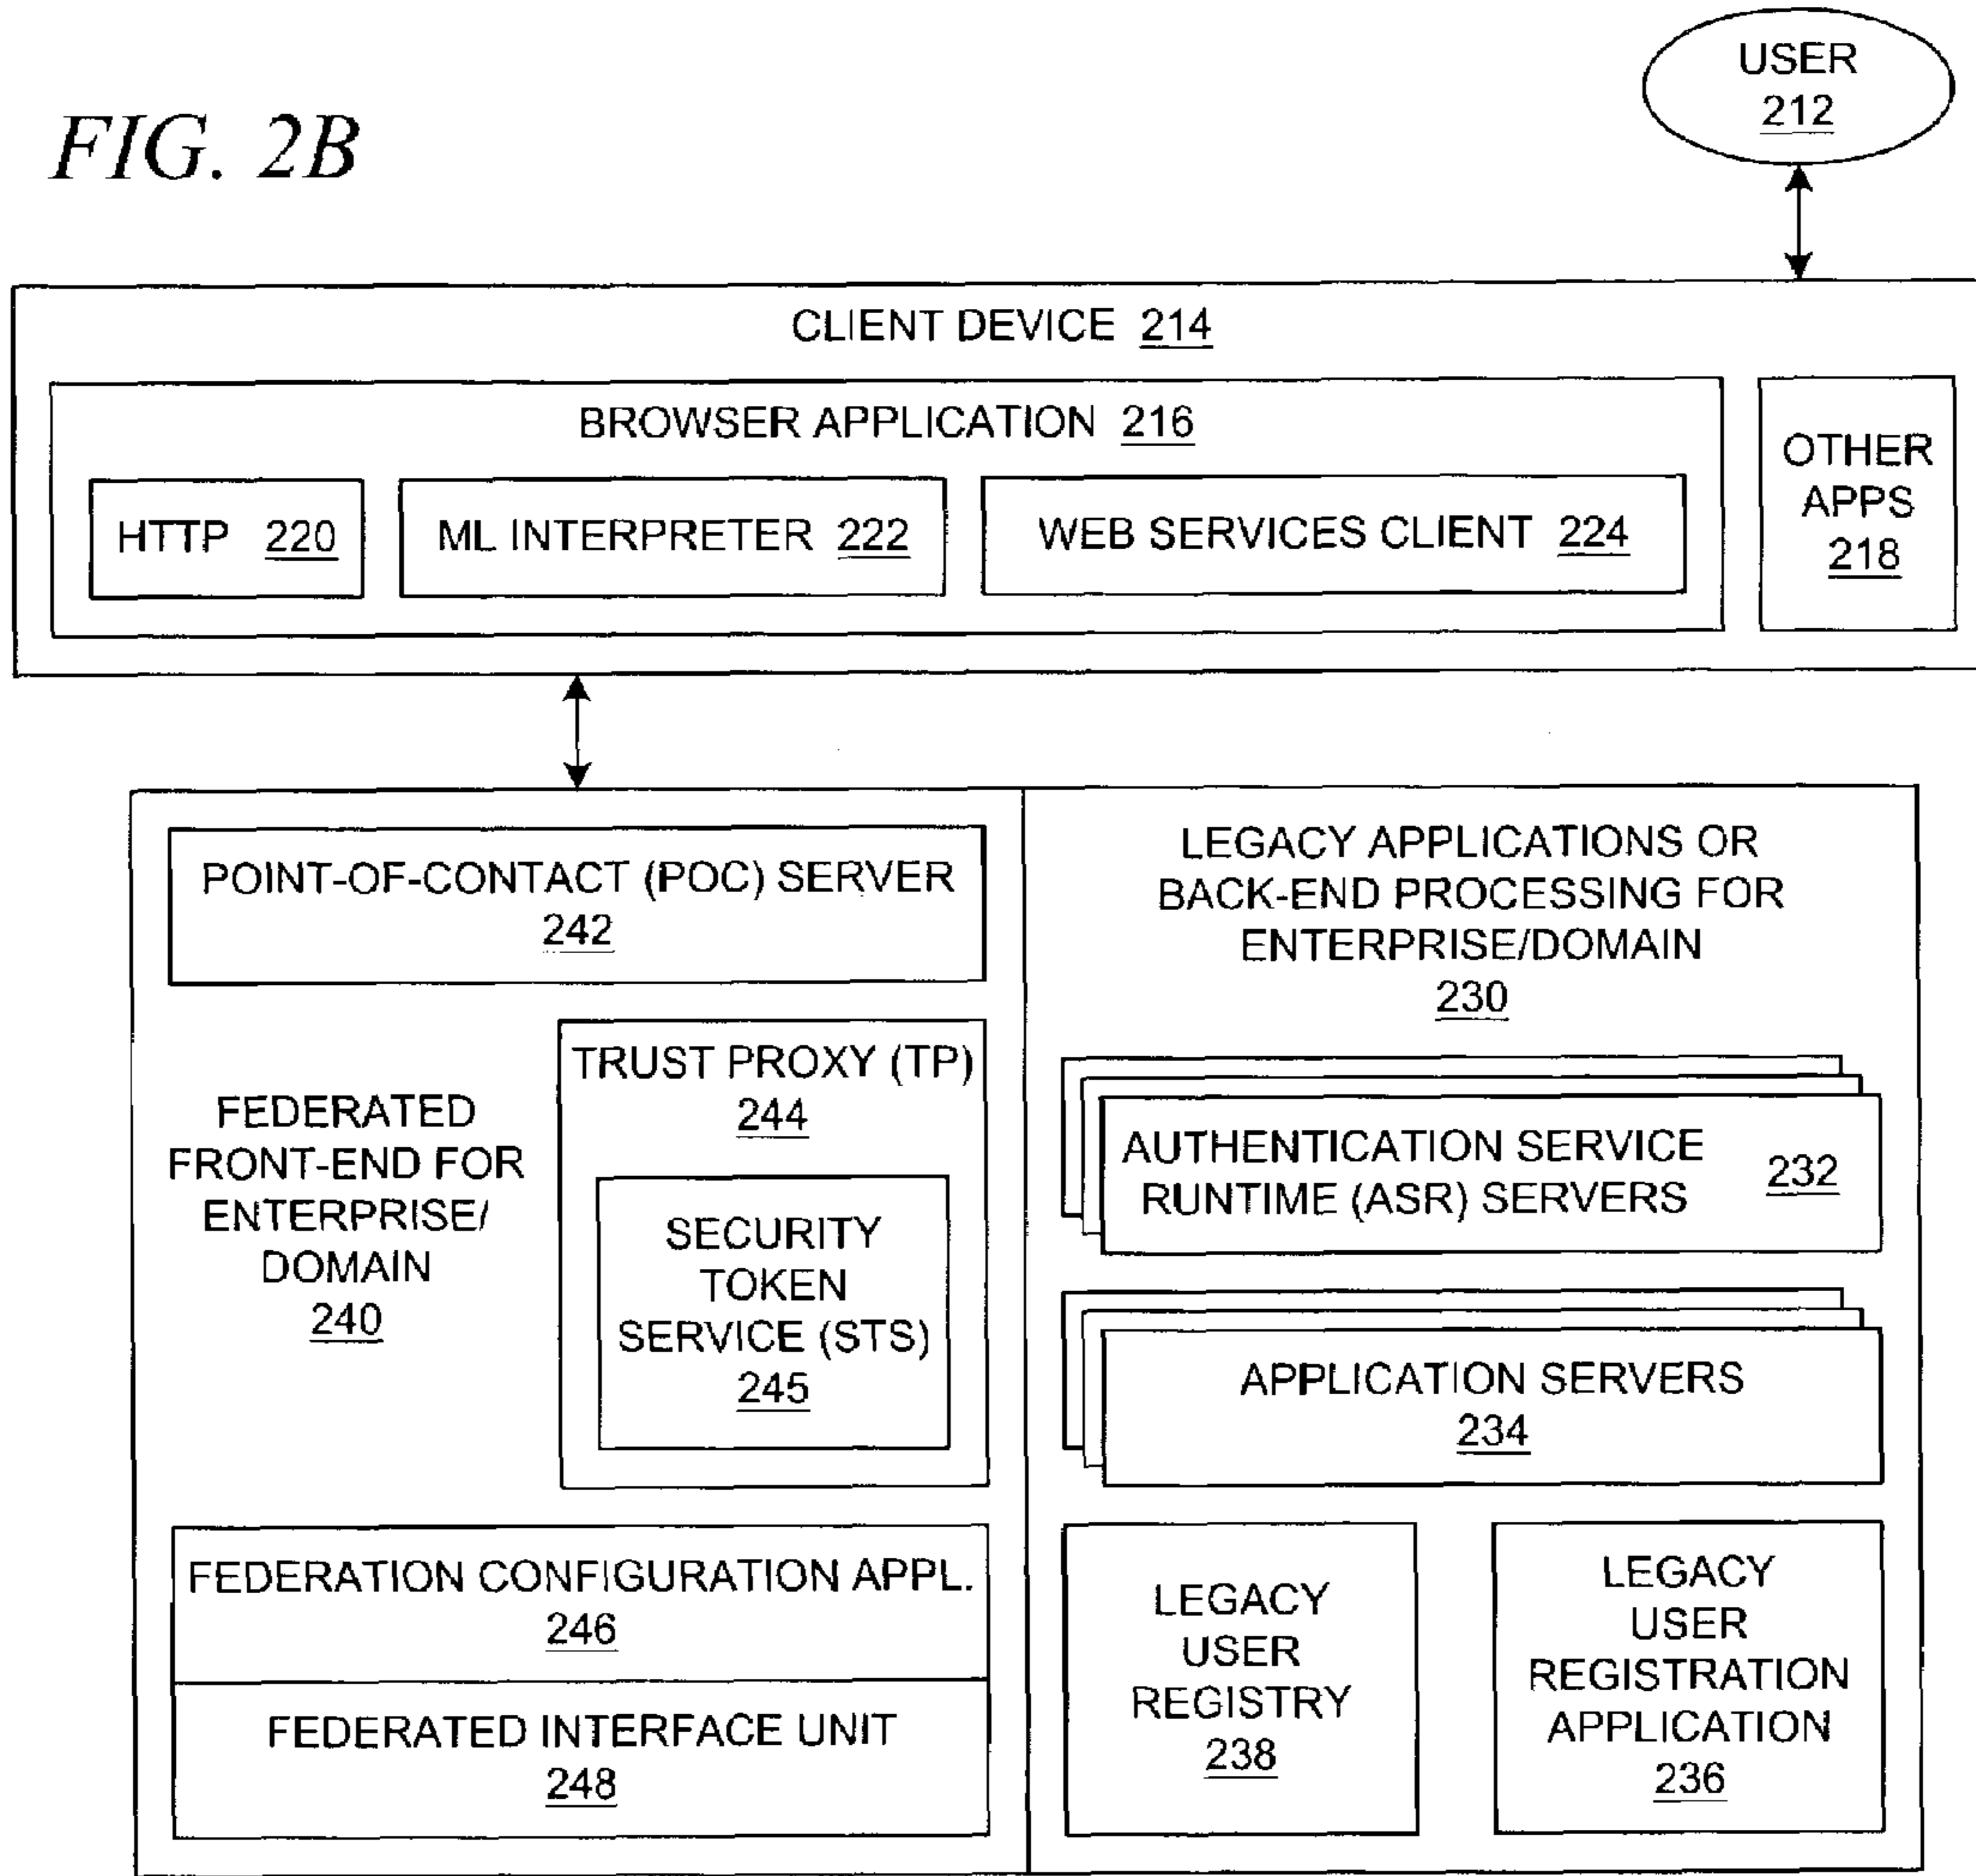 FIG. 2B
USER
212
CLIENT DEVICE 214
BROWSER APPLICATION 216
HTTP 220
ML INTERPRETER 222
WEB SERVICES CLIENT 224
OTHER
APPS
218
POINT-OF-CONTACT (POC) SERVER
242
TRUST PROXY (TP)
244
FEDERATED
FRONT-END FOR
ENTERPRISE/
DOMAIN
240
SECURITY
TOKEN
SERVICE (STS)
245
FEDERATION CONFIGURATION APPL.
246
FEDERATED INTERFACE UNIT
248
LEGACY APPLICATIONS OR
BACK-END PROCESSING FOR
ENTERPRISE/DOMAIN
230
AUTHENTICATION SERVICE
RUNTIME (ASR) SERVERS
232
APPLICATION SERVERS
234
LEGACY
USER
REGISTRY
238
LEGACY
USER
REGISTRATION
APPLICATION
236